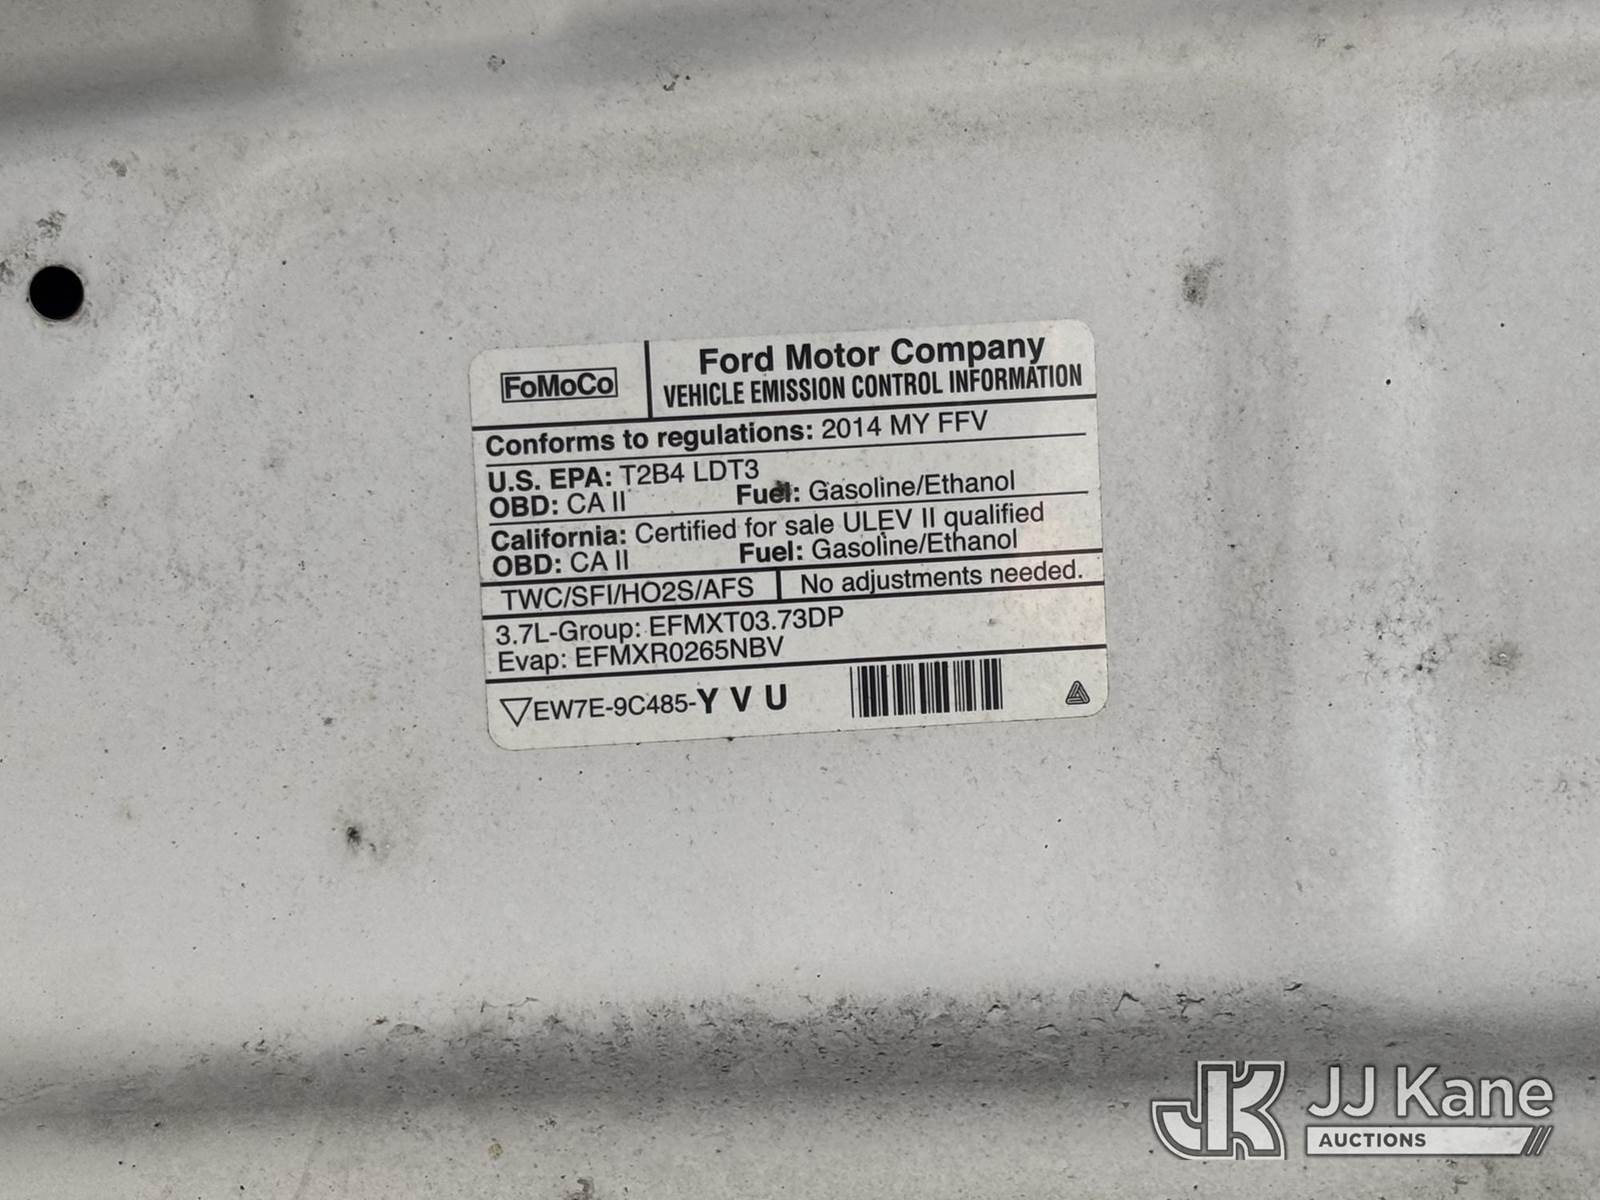 FoMoCo
Ford Motor Company
VEHICLE EMISSION CONTROL INFORMATION
Conforms to regulations: 2014 MY FFV
U.S. EPA: T2B4 LDT3
OBD: CA II Fuel: Gasoline/Ethanol
California: Certified for sale ULEV II qualified
OBD: CA II Fuel: Gasoline/Ethanol
TWC/SFI/HO2S/AFS No adjustments needed.
3.7L-Group: EFMXT03.73DP
Evap: EFMXR0265NBV
EW7E-9C485-Y V U
JK JJ Kane
AUCTIONS